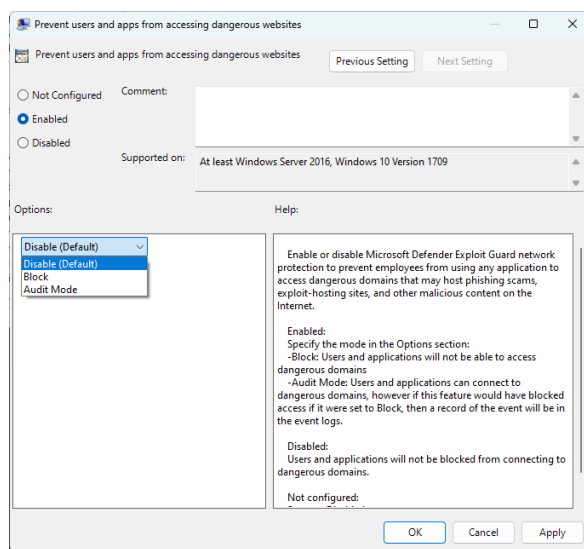 Prevent users and apps from accessing dangerous websites
Prevent users and apps from accessing dangerous websites
Previous Setting
Next Setting
Not Configured
Comment:
Enabled
Disabled
Supported on:
At least Windows Server 2016, Windows 10 Version 1709
Options:
Help:
Disable (Default)
Disable (Default)
Block
Audit Mode
Enable or disable Microsoft Defender Exploit Guard network
protection to prevent employees from using any application to
access dangerous domains that may host phishing scams,
exploit-hosting sites, and other malicious content on the
Internet.
Enabled:
Specify the mode in the Options section:
-Block: Users and applications will not be able to access
dangerous domains
-Audit Mode: Users and applications can connect to
dangerous domains, however if this feature would have blocked
access if it were set to Block, then a record of the event will be in
the event logs.
Disabled:
Users and applications will not be blocked from connecting to
dangerous domains.
Not configured:
OK
Cancel
Apply